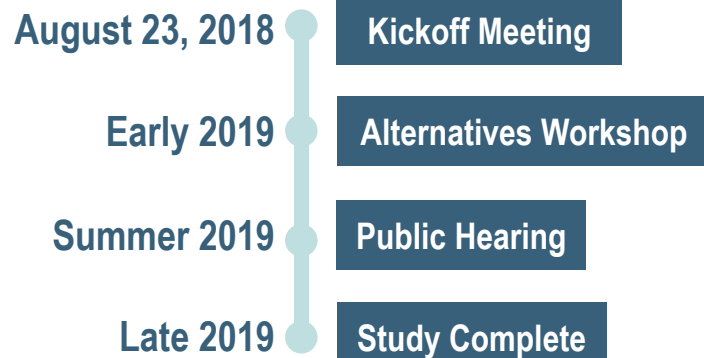 August 23, 2018 Kickoff Meeting
Early 2019 Alternatives Workshop
Summer 2019 Public Hearing
Late 2019 Study Complete